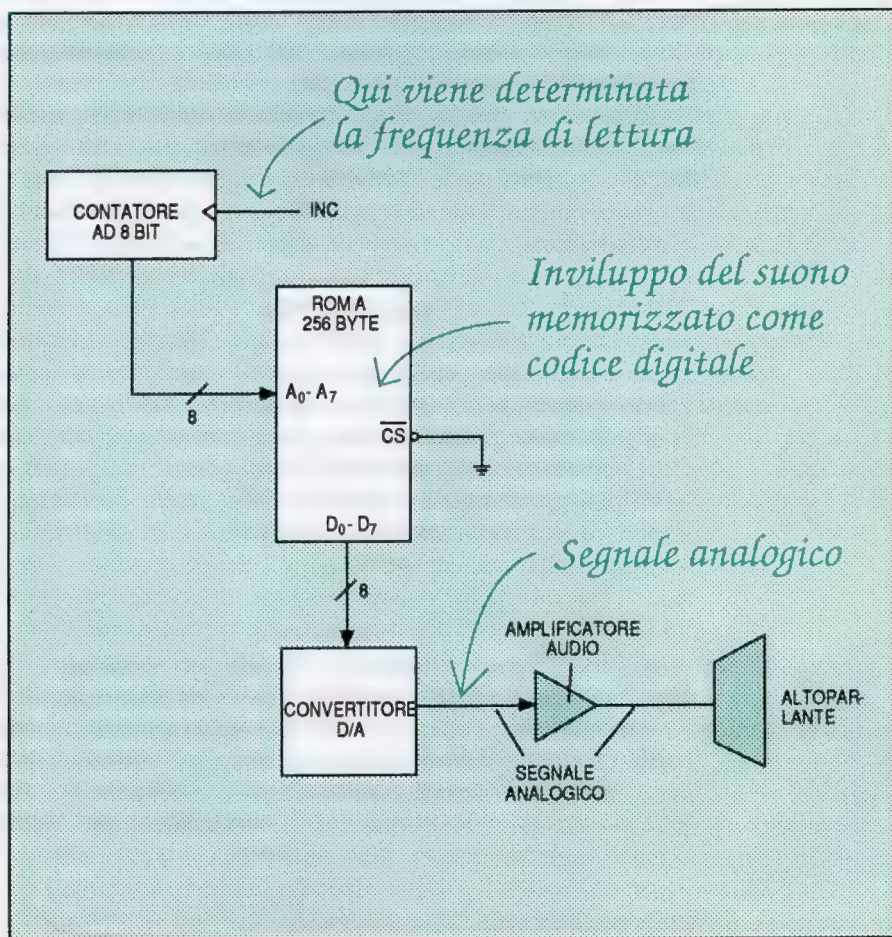 Qui viene determinata
la frequenza di lettura
CONTATORE
AD 8 BIT
INC
Inviluppo del suono
memorizzato come
codice digitale
ROM A
256 BYTE
A₀- A₇
8
C̅S̅
D₀- D₇
8
Segnale analogico
AMPLIFICATORE
AUDIO
CONVERTITORE
D/A
SEGNALE
ANALOGICO
ALTOPAR-
LANTE